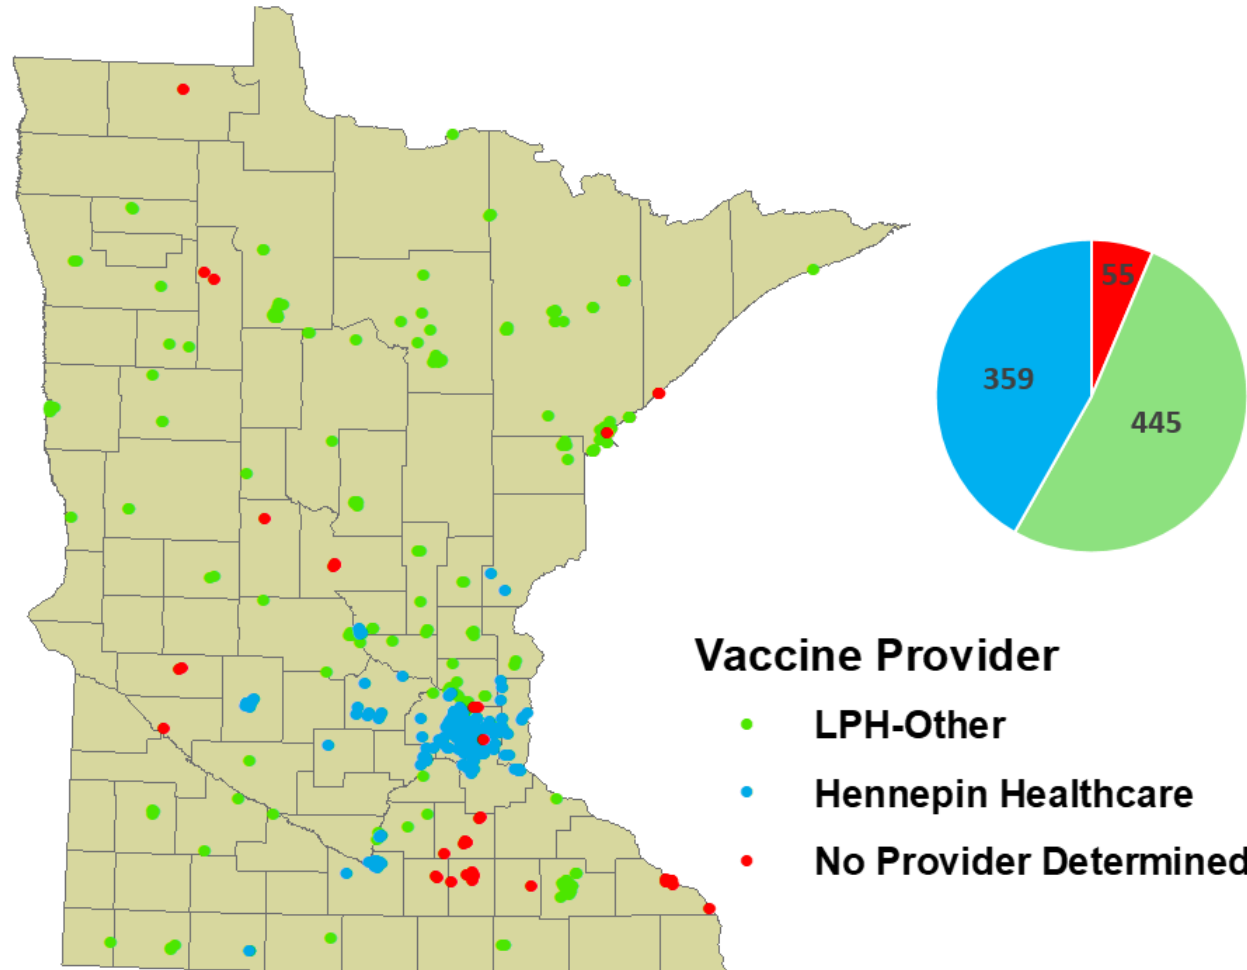 55
359
445
Vaccine Provider
LPH-Other
Hennepin Healthcare
No Provider Determined